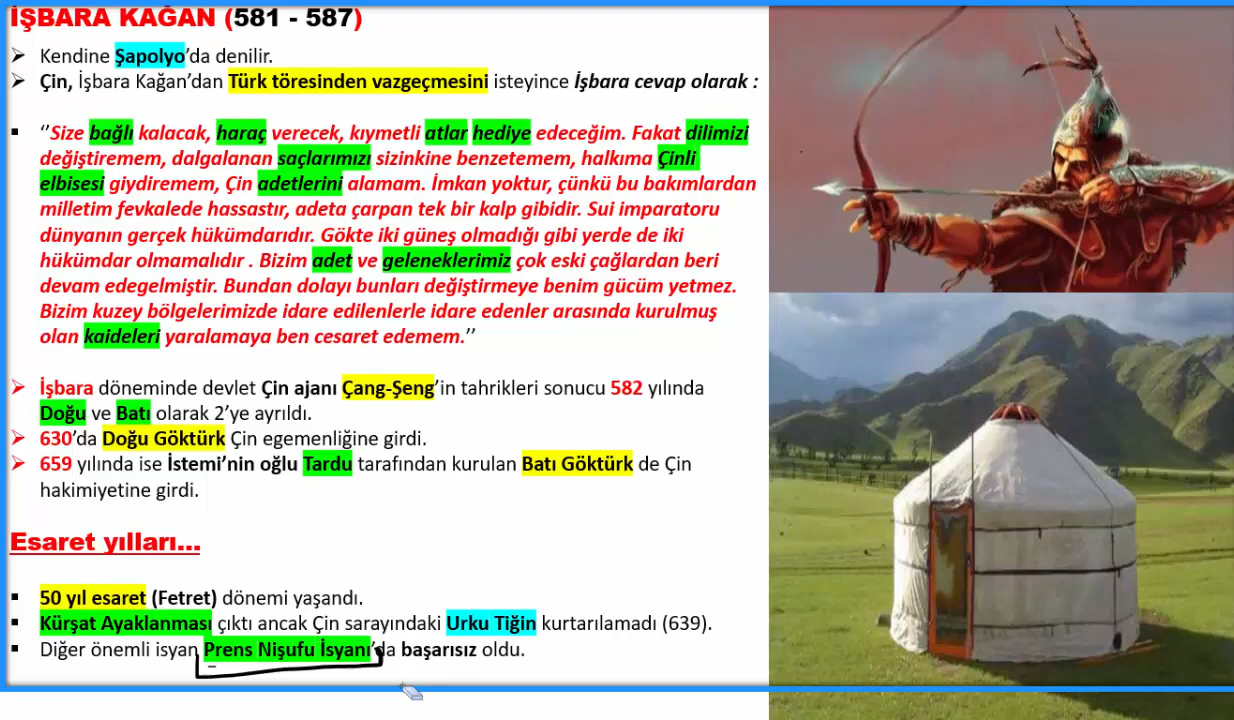 İŞBARA KAĞAN (581 - 587)
➢ Kendine Şapolyo'da denilir.
➢ Çin, İşbara Kağan'dan Türk töresinden vazgeçmesini isteyince İşbara cevap olarak :
▪ ‘’Size bağlı kalacak, haraç verecek, kıymetli atlar hediye edeceğim. Fakat dilimizi
değiştiremem, dalgalanan saçlarımızı sizinkine benzetemem, halkıma Çinli
elbisesi giydiremem, Çin adetlerini alamam. İmkan yoktur, çünkü bu bakımlardan
milletim fevkalede hassastır, adeta çarpan tek bir kalp gibidir. Sui imparatoru
dünyanın gerçek hükümdarıdır. Gökte iki güneş olmadığı gibi yerde de iki
hükümdar olmamalıdır . Bizim adet ve geleneklerimiz çok eski çağlardan beri
devam edegelmiştir. Bundan dolayı bunları değiştirmeye benim gücüm yetmez.
Bizim kuzey bölgelerimizde idare edilenlerle idare edenler arasında kurulmuş
olan kaideleri yaralamaya ben cesaret edemem.’’
➢ İşbara döneminde devlet Çin ajanı Çang-Şeng'in tahrikleri sonucu 582 yılında
Doğu ve Batı olarak 2'ye ayrıldı.
➢ 630'da Doğu Göktürk Çin egemenliğine girdi.
➢ 659 yılında ise İstemi'nin oğlu Tardu tarafından kurulan Batı Göktürk de Çin
hakimiyetine girdi.
Esaret yılları...
▪ 50 yıl esaret (Fetret) dönemi yaşandı.
▪ Kürşat Ayaklanması çıktı ancak Çin sarayındaki Urku Tiğin kurtarılamadı (639).
▪ Diğer önemli isyan Prens Nişufu İsyanı'da başarısız oldu.